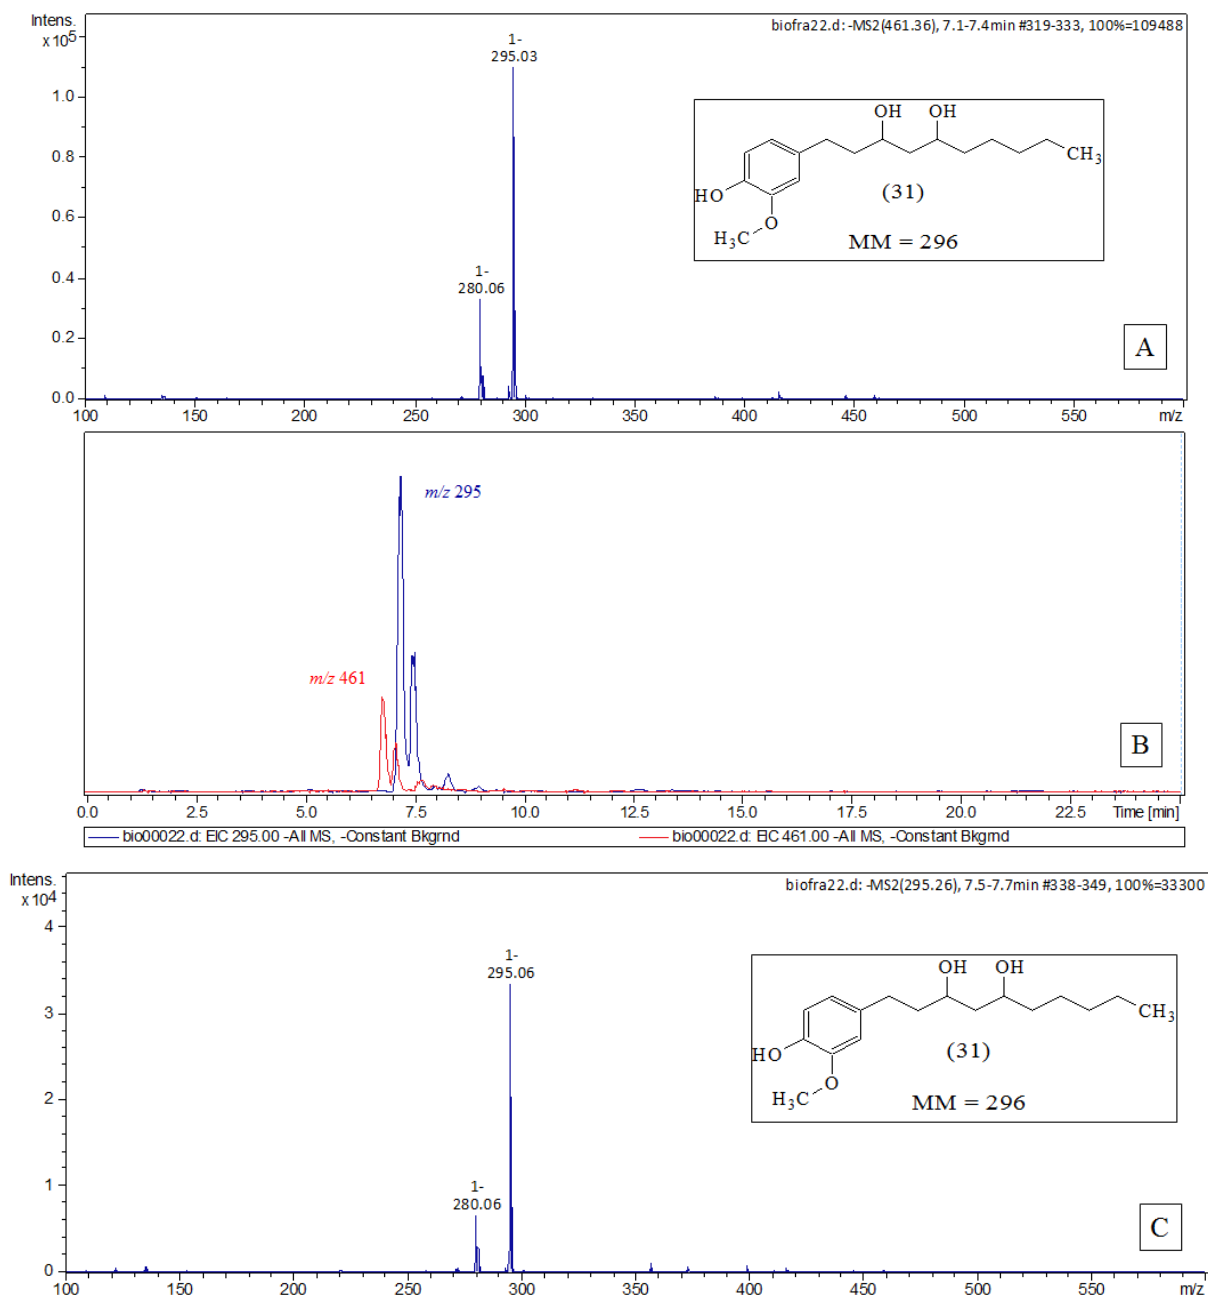 Intens.
x10⁵
biofra22.d: -MS2(461.36), 7.1-7.4min #319-333, 100%=109488
1-
295.03
1-
280.06
1.0
0.8
0.6
0.4
0.2
0.0
OH OH
CH₃
HO
O
H₃C
(31)
MM = 296
A
100 150 200 250 300 350 400 450 500 550 m/z
m/z 295
m/z 461
B
0.0 2.5 5.0 7.5 10.0 12.5 15.0 17.5 20.0 22.5 Time [min]
bio00022.d: EIC 295.00 -All MS, -Constant Bkgrnd bio00022.d: EIC 461.00 -All MS, -Constant Bkgrnd
Intens.
x10⁴
biofra22.d: -MS2(295.26), 7.5-7.7min #338-349, 100%=33300
1-
295.06
1-
280.06
4
3
2
1
0
OH OH
CH₃
HO
O
H₃C
(31)
MM = 296
C
100 150 200 250 300 350 400 450 500 550 m/z